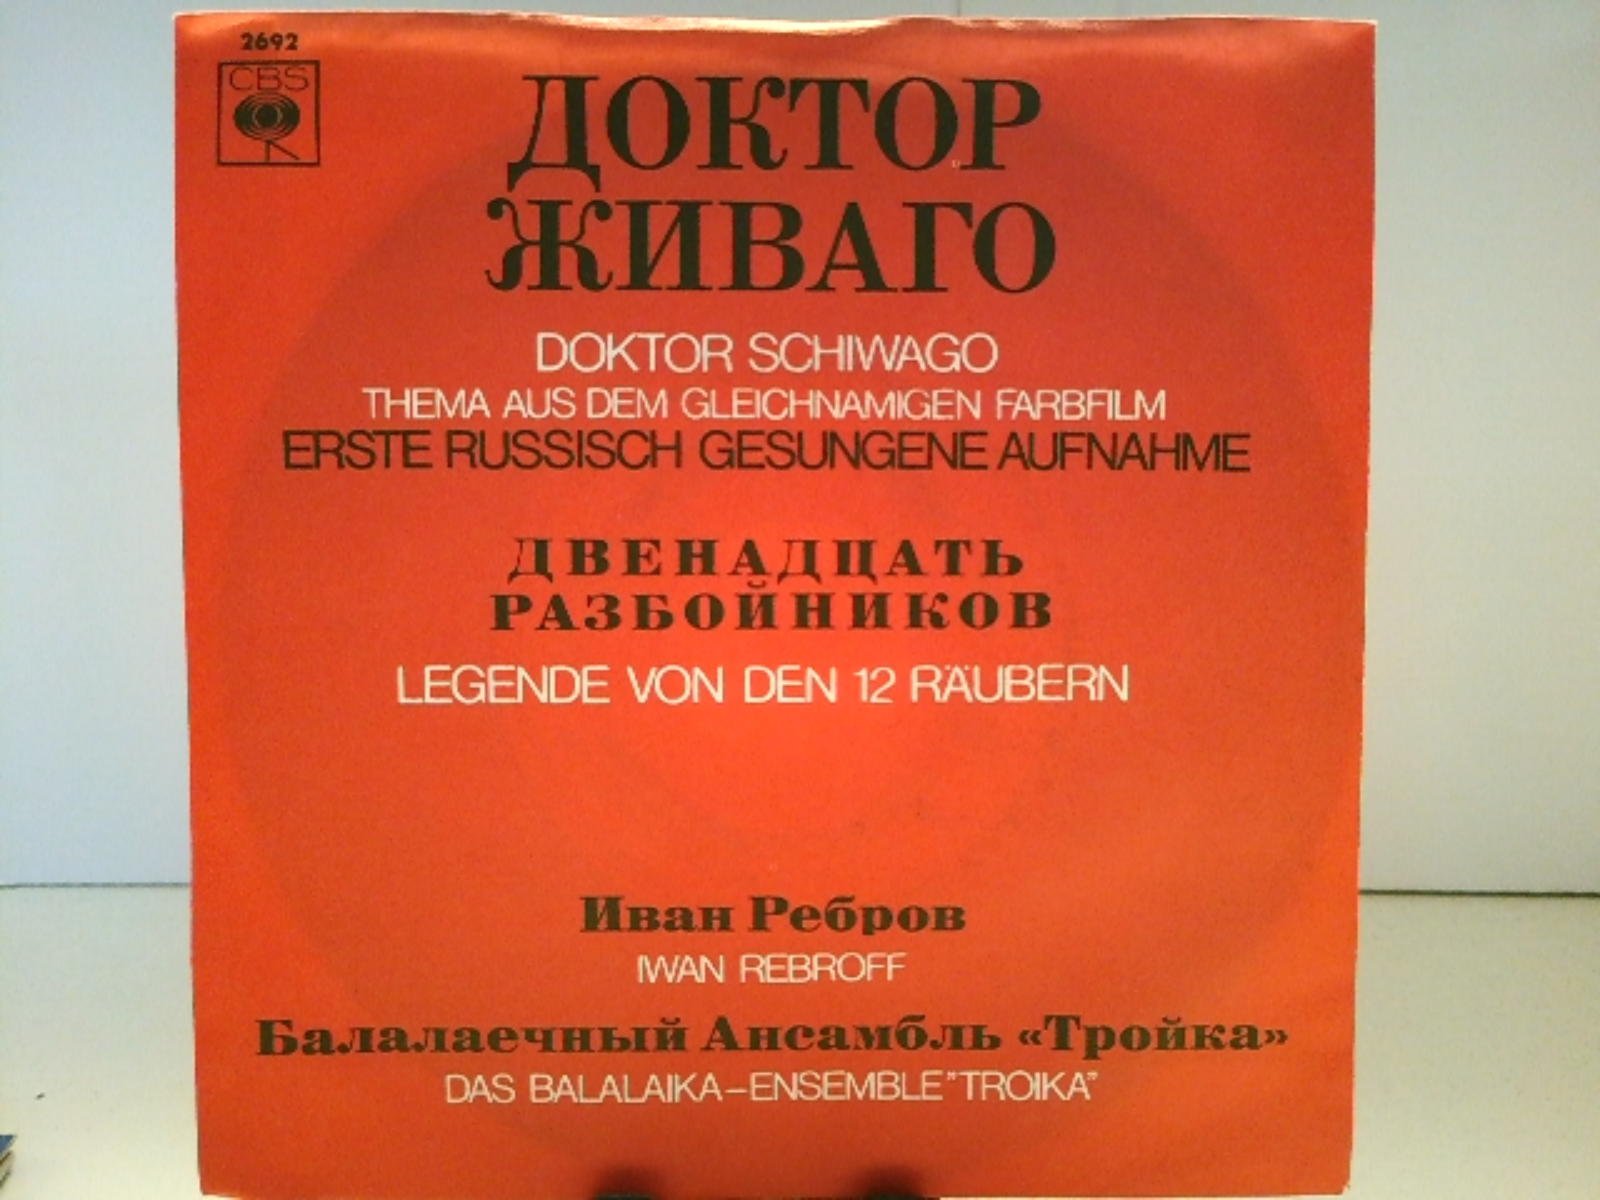 2692
CBS
ДОКТОР
ЖИВАГО
DOKTOR SCHIWAGO
THEMA AUS DEM GLEICHNAMIGEN FARBFILM
ERSTE RUSSISCH GESUNGENE AUFNAHME
ДВЕНАДЦАТЬ
РАЗБОЙНИКОВ
LEGENDE VON DEN 12 RÄUBERN
Иван Ребров
IWAN REBROFF
Балалаечный Ансамбль «Тройка»
DAS BALALAIKA–ENSEMBLE "TROIKA"